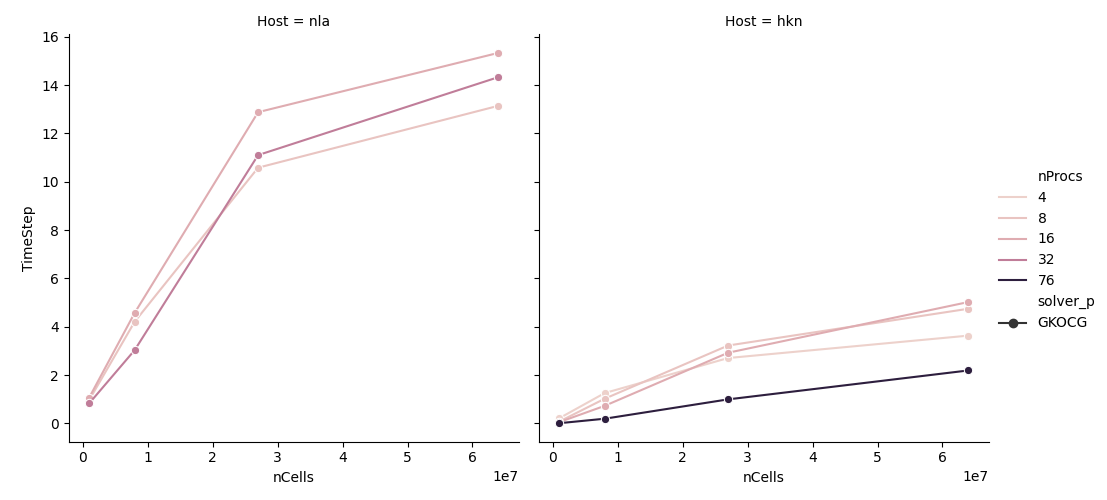 Host = nla
Host = hkn
TimeStep
16
14
12
10
8
6
4
2
0
0 1 2 3 4 5 6
1e7
nCells
0 1 2 3 4 5 6
1e7
nCells
nProcs
4
8
16
32
76
solver_p
GKOCG